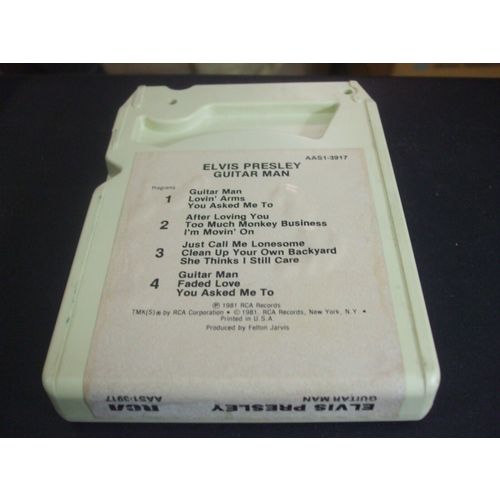 AAS1-3917
ELVIS PRESLEY
GUITAR MAN
Programs
1
Guitar Man
Lovin' Arms
You Asked Me To
2
After Loving You
Too Much Monkey Business
I'm Movin' On
3
Just Call Me Lonesome
Clean Up Your Own Backyard
She Thinks I Still Care
4
Guitar Man
Faded Love
You Asked Me To
℗ 1981 RCA Records
TMK(S)® by RCA Corporation • © 1981, RCA Records, New York, N.Y. •
Printed in U.S.A.
Produced by Felton Jarvis
ELVIS PRESLEY
GUITAR MAN
RCA
AAS1-3917